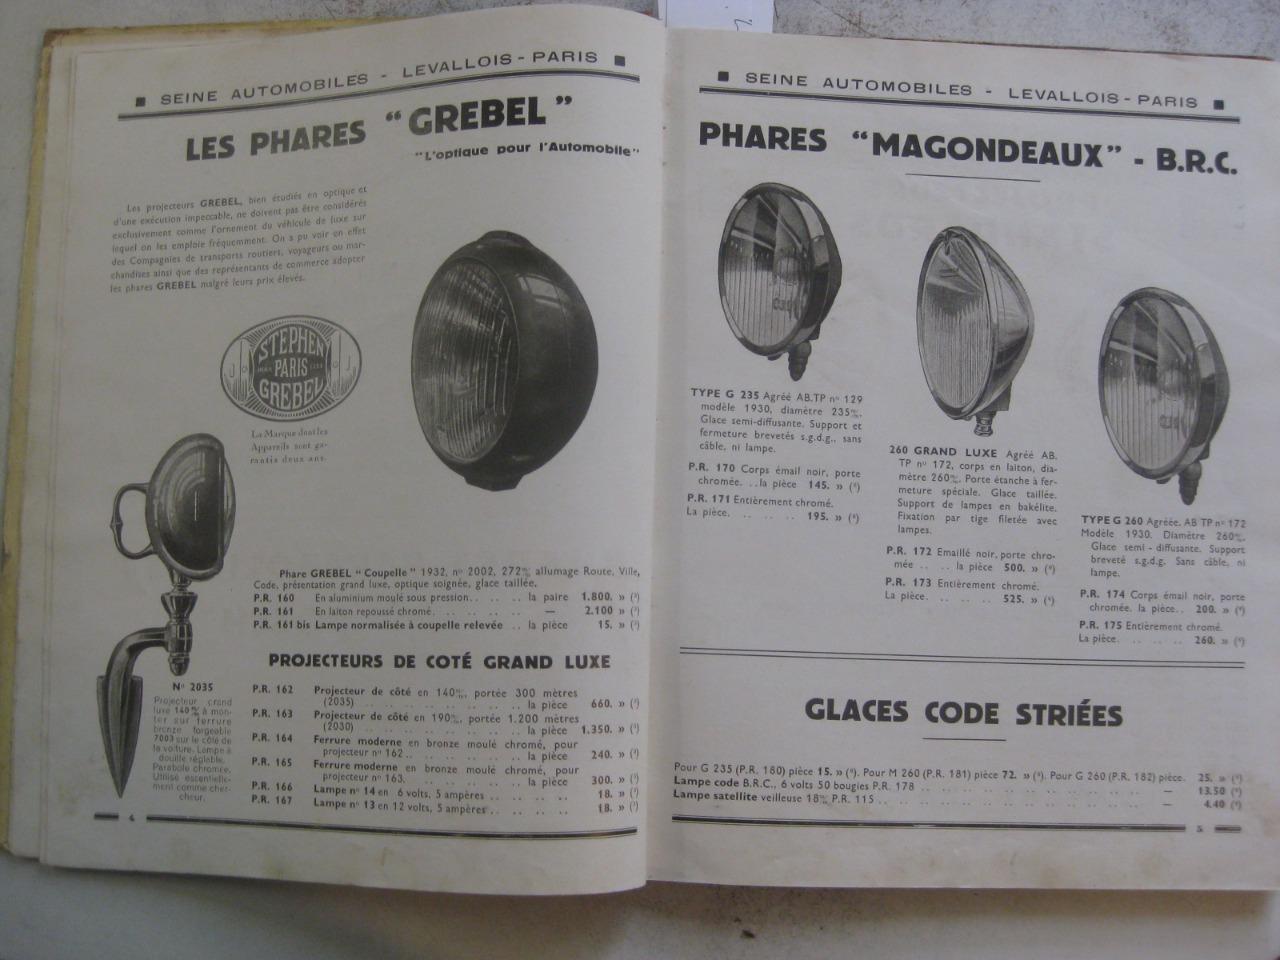 SEINE AUTOMOBILES - LEVALLOIS-PARIS
LES PHARES "GREBEL"
"L'optique pour l'Automobile"
Les projecteurs GREBEL, bien étudiés en optique et
d'une exécution impeccable, ne doivent pas être considérés
exclusivement comme l'ornement du véhicule de luxe sur
lequel on les emploie fréquemment. On a pu voir en effet
des Compagnies de transports routiers, voyageurs ou mar-
chandises ainsi que des représentants de commerce adopter
les phares GREBEL malgré leurs prix élevés.
STEPHEN
PARIS
GREBEL
La Marque dont les
Appareils sont ga-
rantis deux ans.
Phare GREBEL "Coupelle" 1932, n° 2002, 272 m/m allumage Route, Ville,
Code, présentation grand luxe, optique soignée, glace taillée.
P.R. 160 En aluminium moulé sous pression.. .. .. la paire 1.800. » (⁶)
P.R. 161 En laiton repoussé chromé. .. .. .. — 2.100 » (⁶)
P.R. 161 bis Lampe normalisée à coupelle relevée .. la pièce 15. » (⁶)
PROJECTEURS DE COTÉ GRAND LUXE
N° 2035
Projecteur grand
luxe 140 m/m à mon-
ter sur ferrure
bronze forgeable
7003 sur le côté de
la voiture. Lampe à
douille réglable.
Parabole chromée.
Utilisé essentielle-
ment comme cher-
cheur.
P.R. 162 Projecteur de côté en 140 m/m, portée 300 mètres
(2035) .. .. .. .. .. .. la pièce 660. » (⁶)
P.R. 163 Projecteur de côté en 190 m/m, portée 1.200 mètres
(2030) .. .. .. .. .. .. la pièce 1.350. » (⁶)
P.R. 164 Ferrure moderne en bronze moulé chromé, pour
projecteur n° 162 .. .. .. .. la pièce 240. » (⁶)
P.R. 165 Ferrure moderne en bronze moulé chromé, pour
projecteur n° 163. .. .. .. .. la pièce 300. » (⁶)
P.R. 166 Lampe n° 14 en 6 volts, 5 ampères .. .. .. .. 18. » (⁶)
P.R. 167 Lampe n° 13 en 12 volts, 5 ampères .. .. .. .. 18. » (⁶)
4
SEINE AUTOMOBILES - LEVALLOIS-PARIS
PHARES "MAGONDEAUX" - B.R.C.
TYPE G 235 Agréé AB.TP n° 129
modèle 1930, diamètre 235 m/m.
Glace semi-diffusante. Support et
fermeture brevetés s.g.d.g., sans
câble, ni lampe.
P.R. 170 Corps émail noir, porte
chromée. .. la pièce 145. » (⁶)
P.R. 171 Entièrement chromé.
La pièce. .. .. .. 195. » (⁶)
260 GRAND LUXE Agréé AB.
TP n° 172, corps en laiton, dia-
mètre 260 m/m. Porte étanche à fer-
meture spéciale. Glace taillée.
Support de lampes en bakélite.
Fixation par tige filetée avec
lampes.
P.R. 172 Emaillé noir, porte chro-
mée .. .. la pièce 500. » (⁶)
P.R. 173 Entièrement chromé.
La pièce. .. .. .. 525. » (⁶)
TYPE G 260 Agréée. AB TP n° 172
Modèle 1930. Diamètre 260 m/m.
Glace semi-diffusante. Support
breveté s.g.d.g. Sans câble, ni
lampe.
P.R. 174 Corps émail noir, porte
chromée. la pièce.. 200. » (⁶)
P.R. 175 Entièrement chromé.
La pièce. .. .. .. 260. » (⁶)
GLACES CODE STRIÉES
Pour G 235 (P.R. 180) pièce 15. » (⁶). Pour M 260 (P.R. 181) pièce 72. » (⁶). Pour G 260 (P.R. 182) pièce. 25. » (⁶)
Lampe code B.R.C., 6 volts 50 bougies P.R. 178 .. .. .. .. — 13.50 (⁶)
Lampe satellite veilleuse 18 m/m P.R. 115 .. .. .. .. — 4.40 (⁶)
5